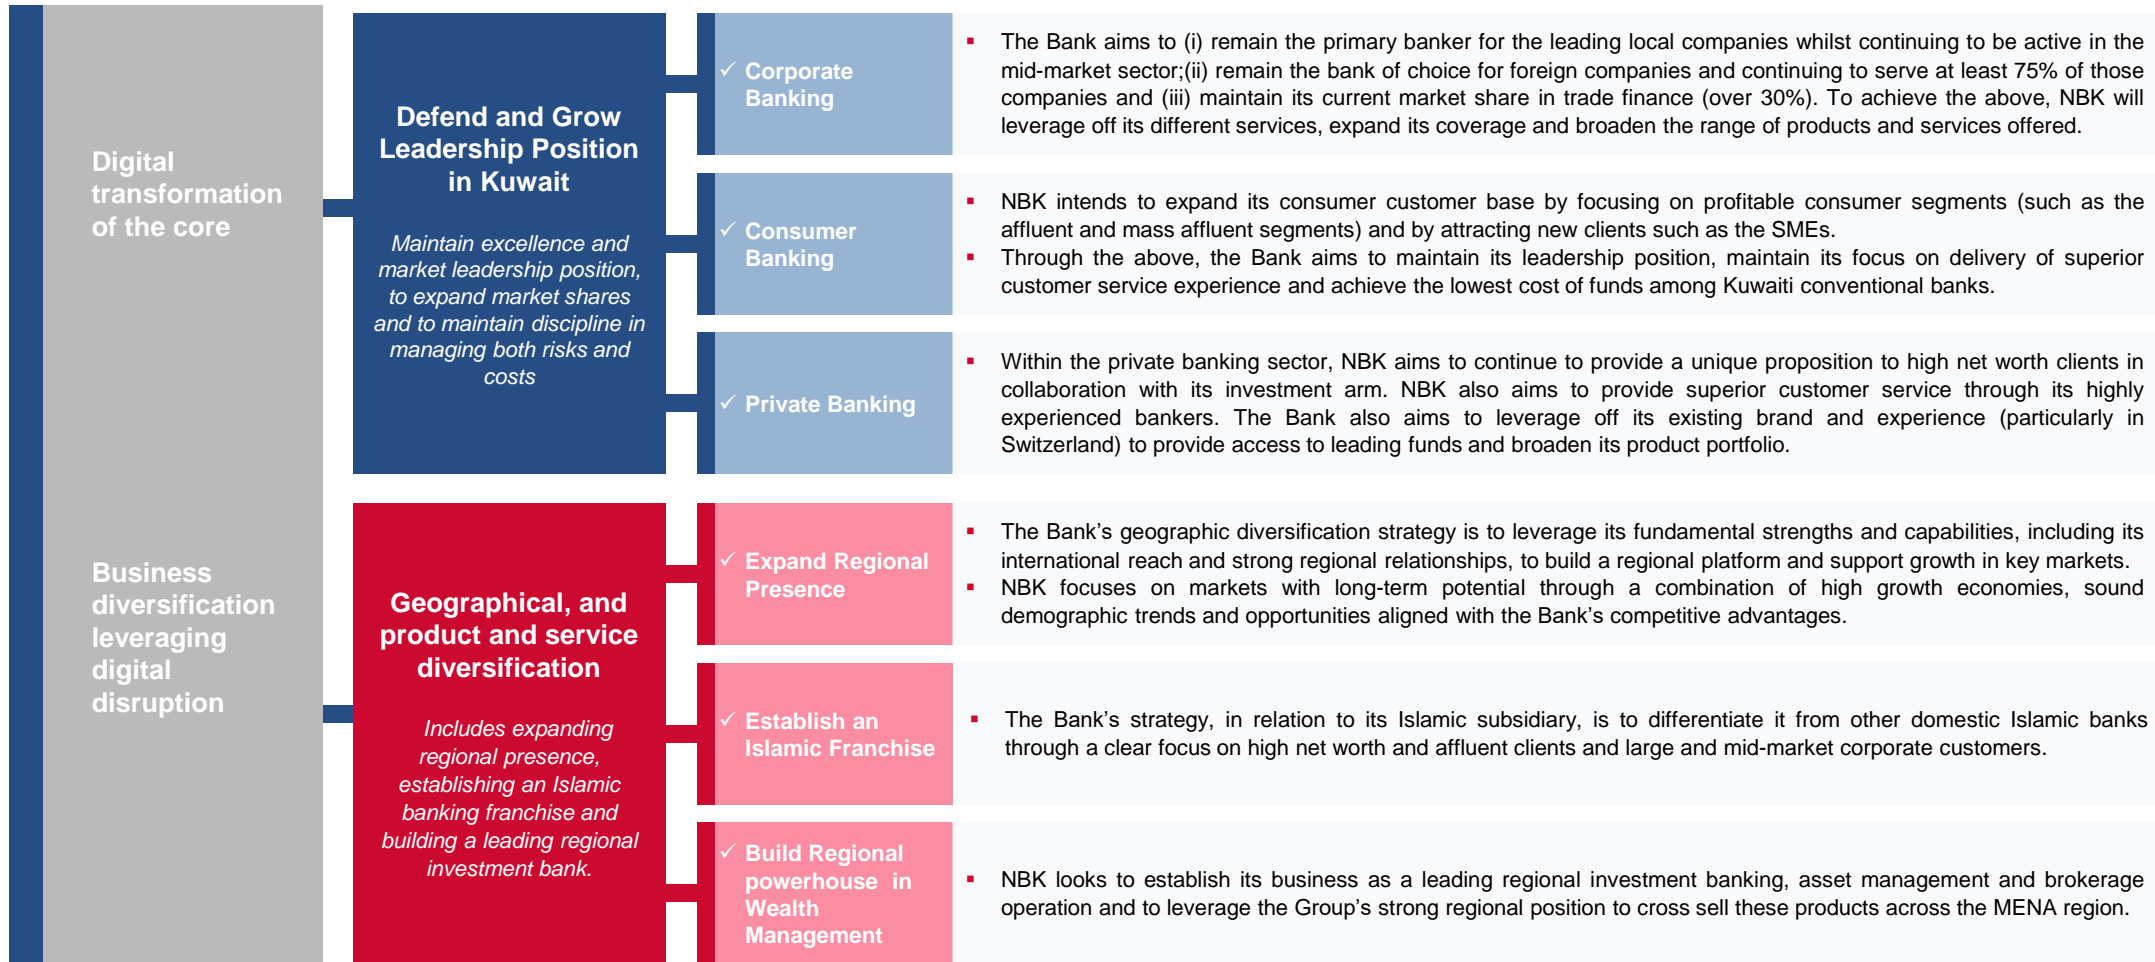 Digital
transformation
of the core
Business
diversification
leveraging
digital
disruption
Defend and Grow
Leadership Position
in Kuwait
Maintain excellence and
market leadership position,
to expand market shares
and to maintain discipline in
managing both risks and
costs
✓ Corporate
Banking
▪ The Bank aims to (i) remain the primary banker for the leading local companies whilst continuing to be active in the
mid-market sector;(ii) remain the bank of choice for foreign companies and continuing to serve at least 75% of those
companies and (iii) maintain its current market share in trade finance (over 30%). To achieve the above, NBK will
leverage off its different services, expand its coverage and broaden the range of products and services offered.
✓ Consumer
Banking
▪ NBK intends to expand its consumer customer base by focusing on profitable consumer segments (such as the
affluent and mass affluent segments) and by attracting new clients such as the SMEs.
▪ Through the above, the Bank aims to maintain its leadership position, maintain its focus on delivery of superior
customer service experience and achieve the lowest cost of funds among Kuwaiti conventional banks.
✓ Private Banking
▪ Within the private banking sector, NBK aims to continue to provide a unique proposition to high net worth clients in
collaboration with its investment arm. NBK also aims to provide superior customer service through its highly
experienced bankers. The Bank also aims to leverage off its existing brand and experience (particularly in
Switzerland) to provide access to leading funds and broaden its product portfolio.
Geographical, and
product and service
diversification
Includes expanding
regional presence,
establishing an Islamic
banking franchise and
building a leading regional
investment bank.
✓ Expand Regional
Presence
▪ The Bank’s geographic diversification strategy is to leverage its fundamental strengths and capabilities, including its
international reach and strong regional relationships, to build a regional platform and support growth in key markets.
▪ NBK focuses on markets with long-term potential through a combination of high growth economies, sound
demographic trends and opportunities aligned with the Bank’s competitive advantages.
✓ Establish an
Islamic Franchise
▪ The Bank’s strategy, in relation to its Islamic subsidiary, is to differentiate it from other domestic Islamic banks
through a clear focus on high net worth and affluent clients and large and mid-market corporate customers.
✓ Build Regional
powerhouse in
Wealth
Management
▪ NBK looks to establish its business as a leading regional investment banking, asset management and brokerage
operation and to leverage the Group’s strong regional position to cross sell these products across the MENA region.